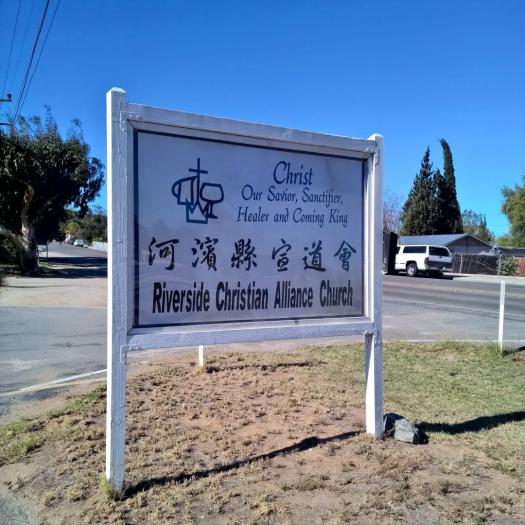 Christ
Our Savior, Sanctifier,
Healer and Coming King
河濱縣宣道會
Riverside Christian Alliance Church